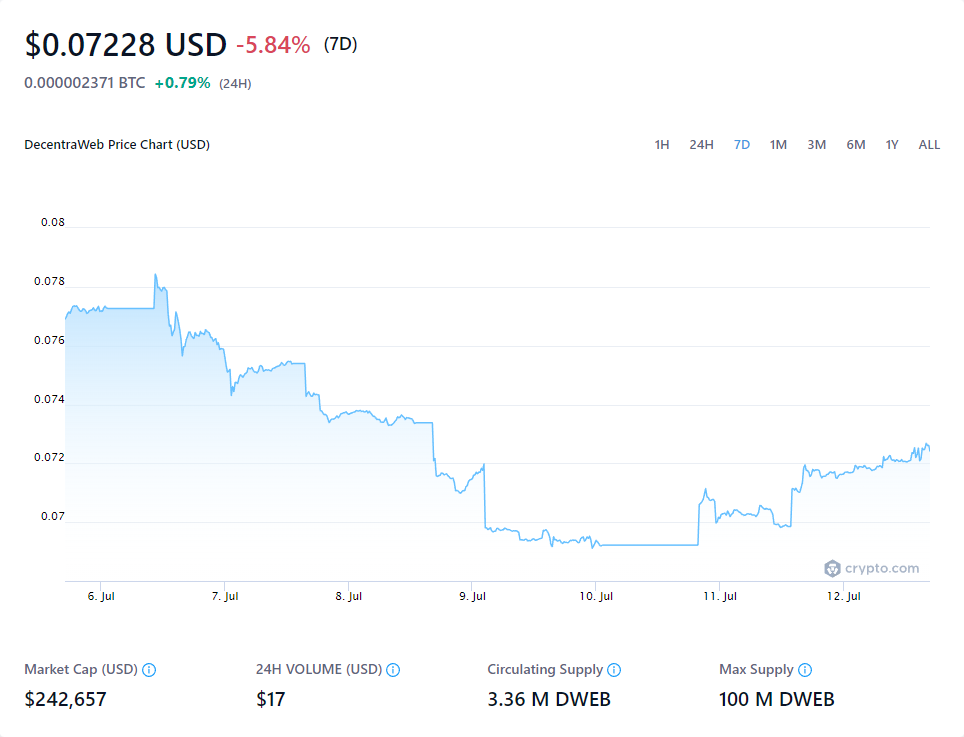 $0.07228 USD -5.84% (7D)
0.000002371 BTC +0.79% (24H)
DecentraWeb Price Chart (USD) 1H 24H 7D 1M 3M 6M 1Y ALL
0.08
0.078
0.076
0.074
0.072
0.07
crypto.com
6. Jul 7. Jul 8. Jul 9. Jul 10. Jul 11. Jul 12. Jul
Market Cap (USD) 24H VOLUME (USD) Circulating Supply Max Supply
$242,657 $17 3.36 M DWEB 100 M DWEB